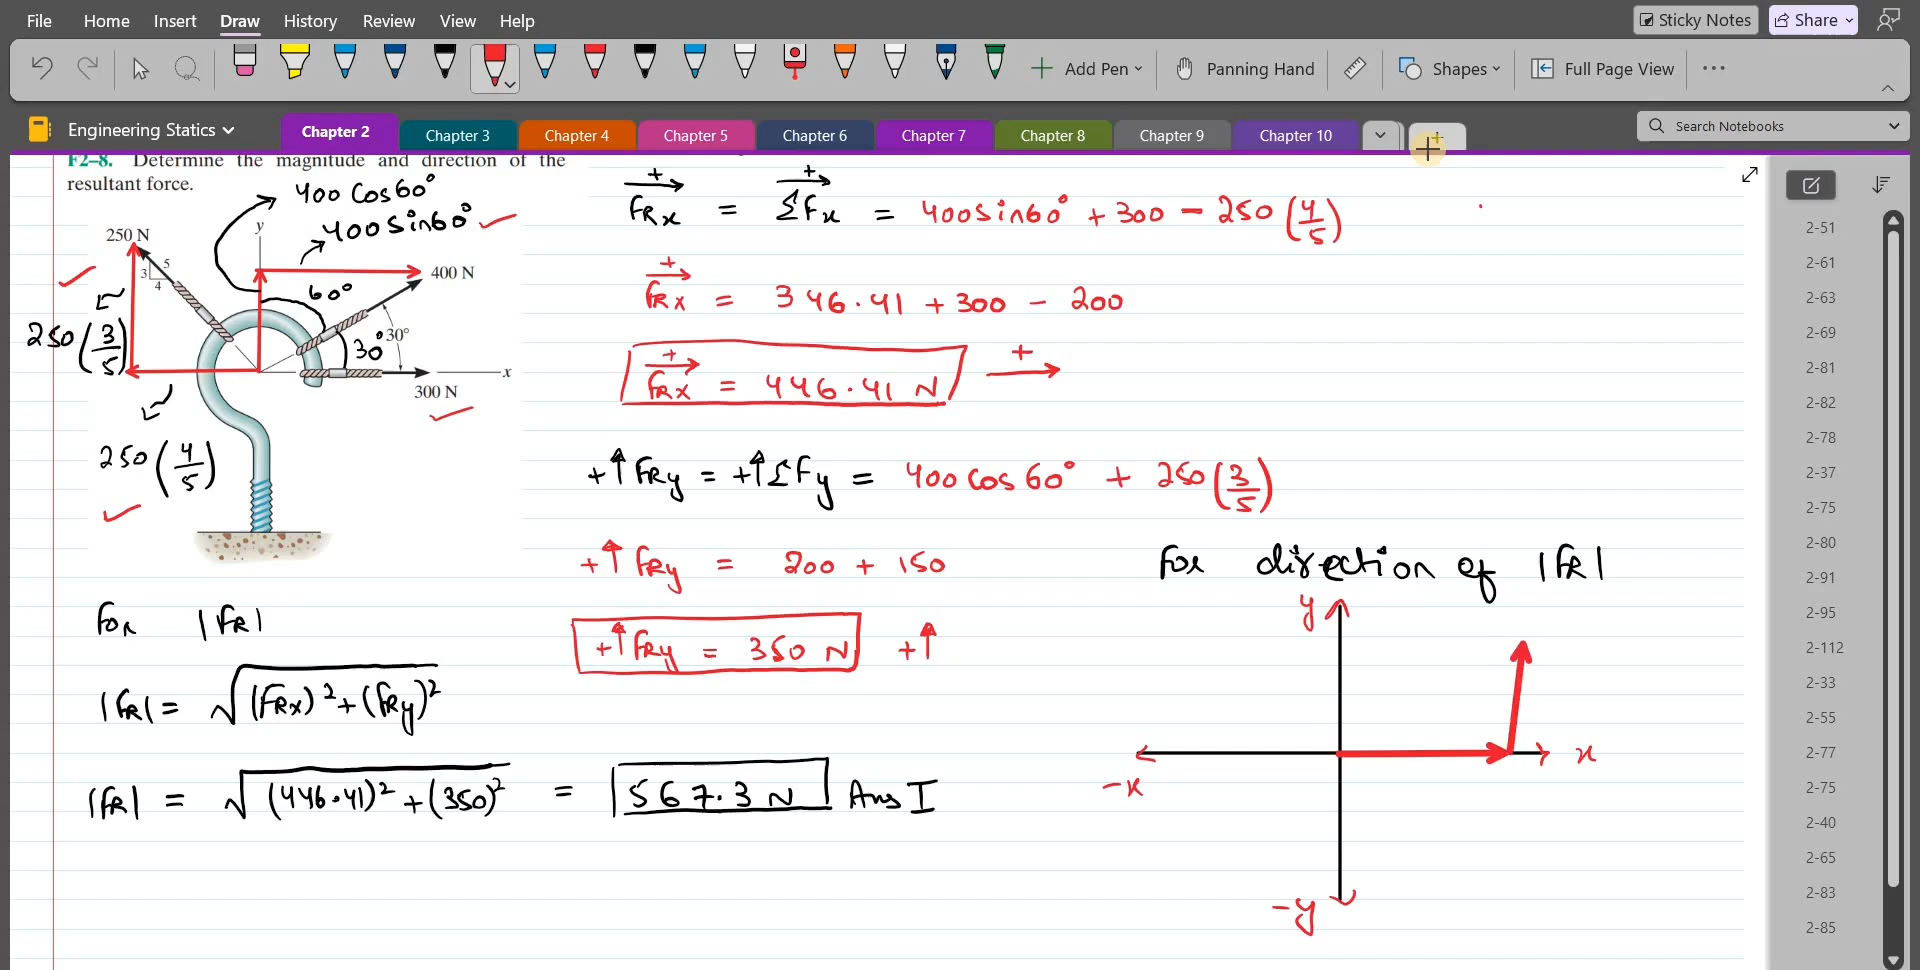 File Home Insert Draw History Review View Help
Sticky Notes Share
Add Pen Panning Hand Shapes Full Page View
Engineering Statics Chapter 2 Chapter 3 Chapter 4 Chapter 5 Chapter 6 Chapter 7 Chapter 8 Chapter 9 Chapter 10
Search Notebooks
F2–8. Determine the magnitude and direction of the
resultant force.
400 Cos60°
400 Sin60°
250 N
y
3 5
4
400 N
60°
30°
30°
x
300 N
250 (3/5)
250 (4/5)
+→ FRx = +→ ΣFx = 400Sin60° + 300 − 250 (4/5)
+→ FRx = 346.41 + 300 − 200
+→ FRx = 446.41 N +→
+↑ FRy = +↑ΣFy = 400 Cos 60° + 250 (3/5)
+↑ FRy = 200 + 150
+↑ FRy = 350 N +↑
For |FR|
|FR| = √(FRx)² + (FRy)²
|FR| = √(446.41)² + (350)² = 567.3 N Ans I
For direction of |FR|
y
x
−x
−y
2-51
2-61
2-63
2-69
2-81
2-82
2-78
2-37
2-75
2-80
2-91
2-95
2-112
2-33
2-55
2-77
2-75
2-40
2-65
2-83
2-85